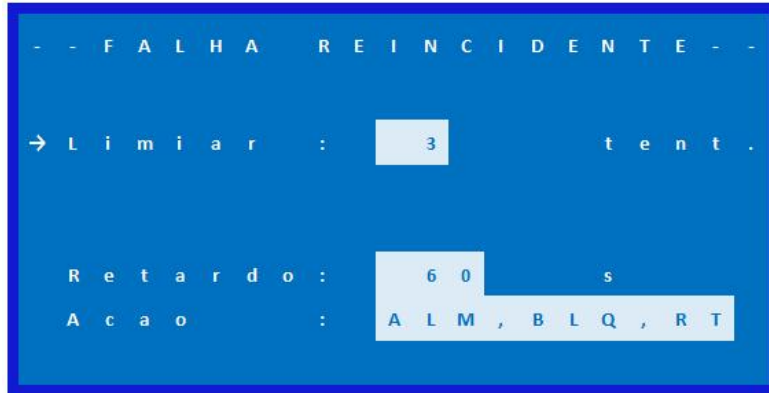 --FALHA REINCIDENTE--
→Limiar : 3 tent.
Retardo: 60 s
Acao : ALM,BLQ,RT